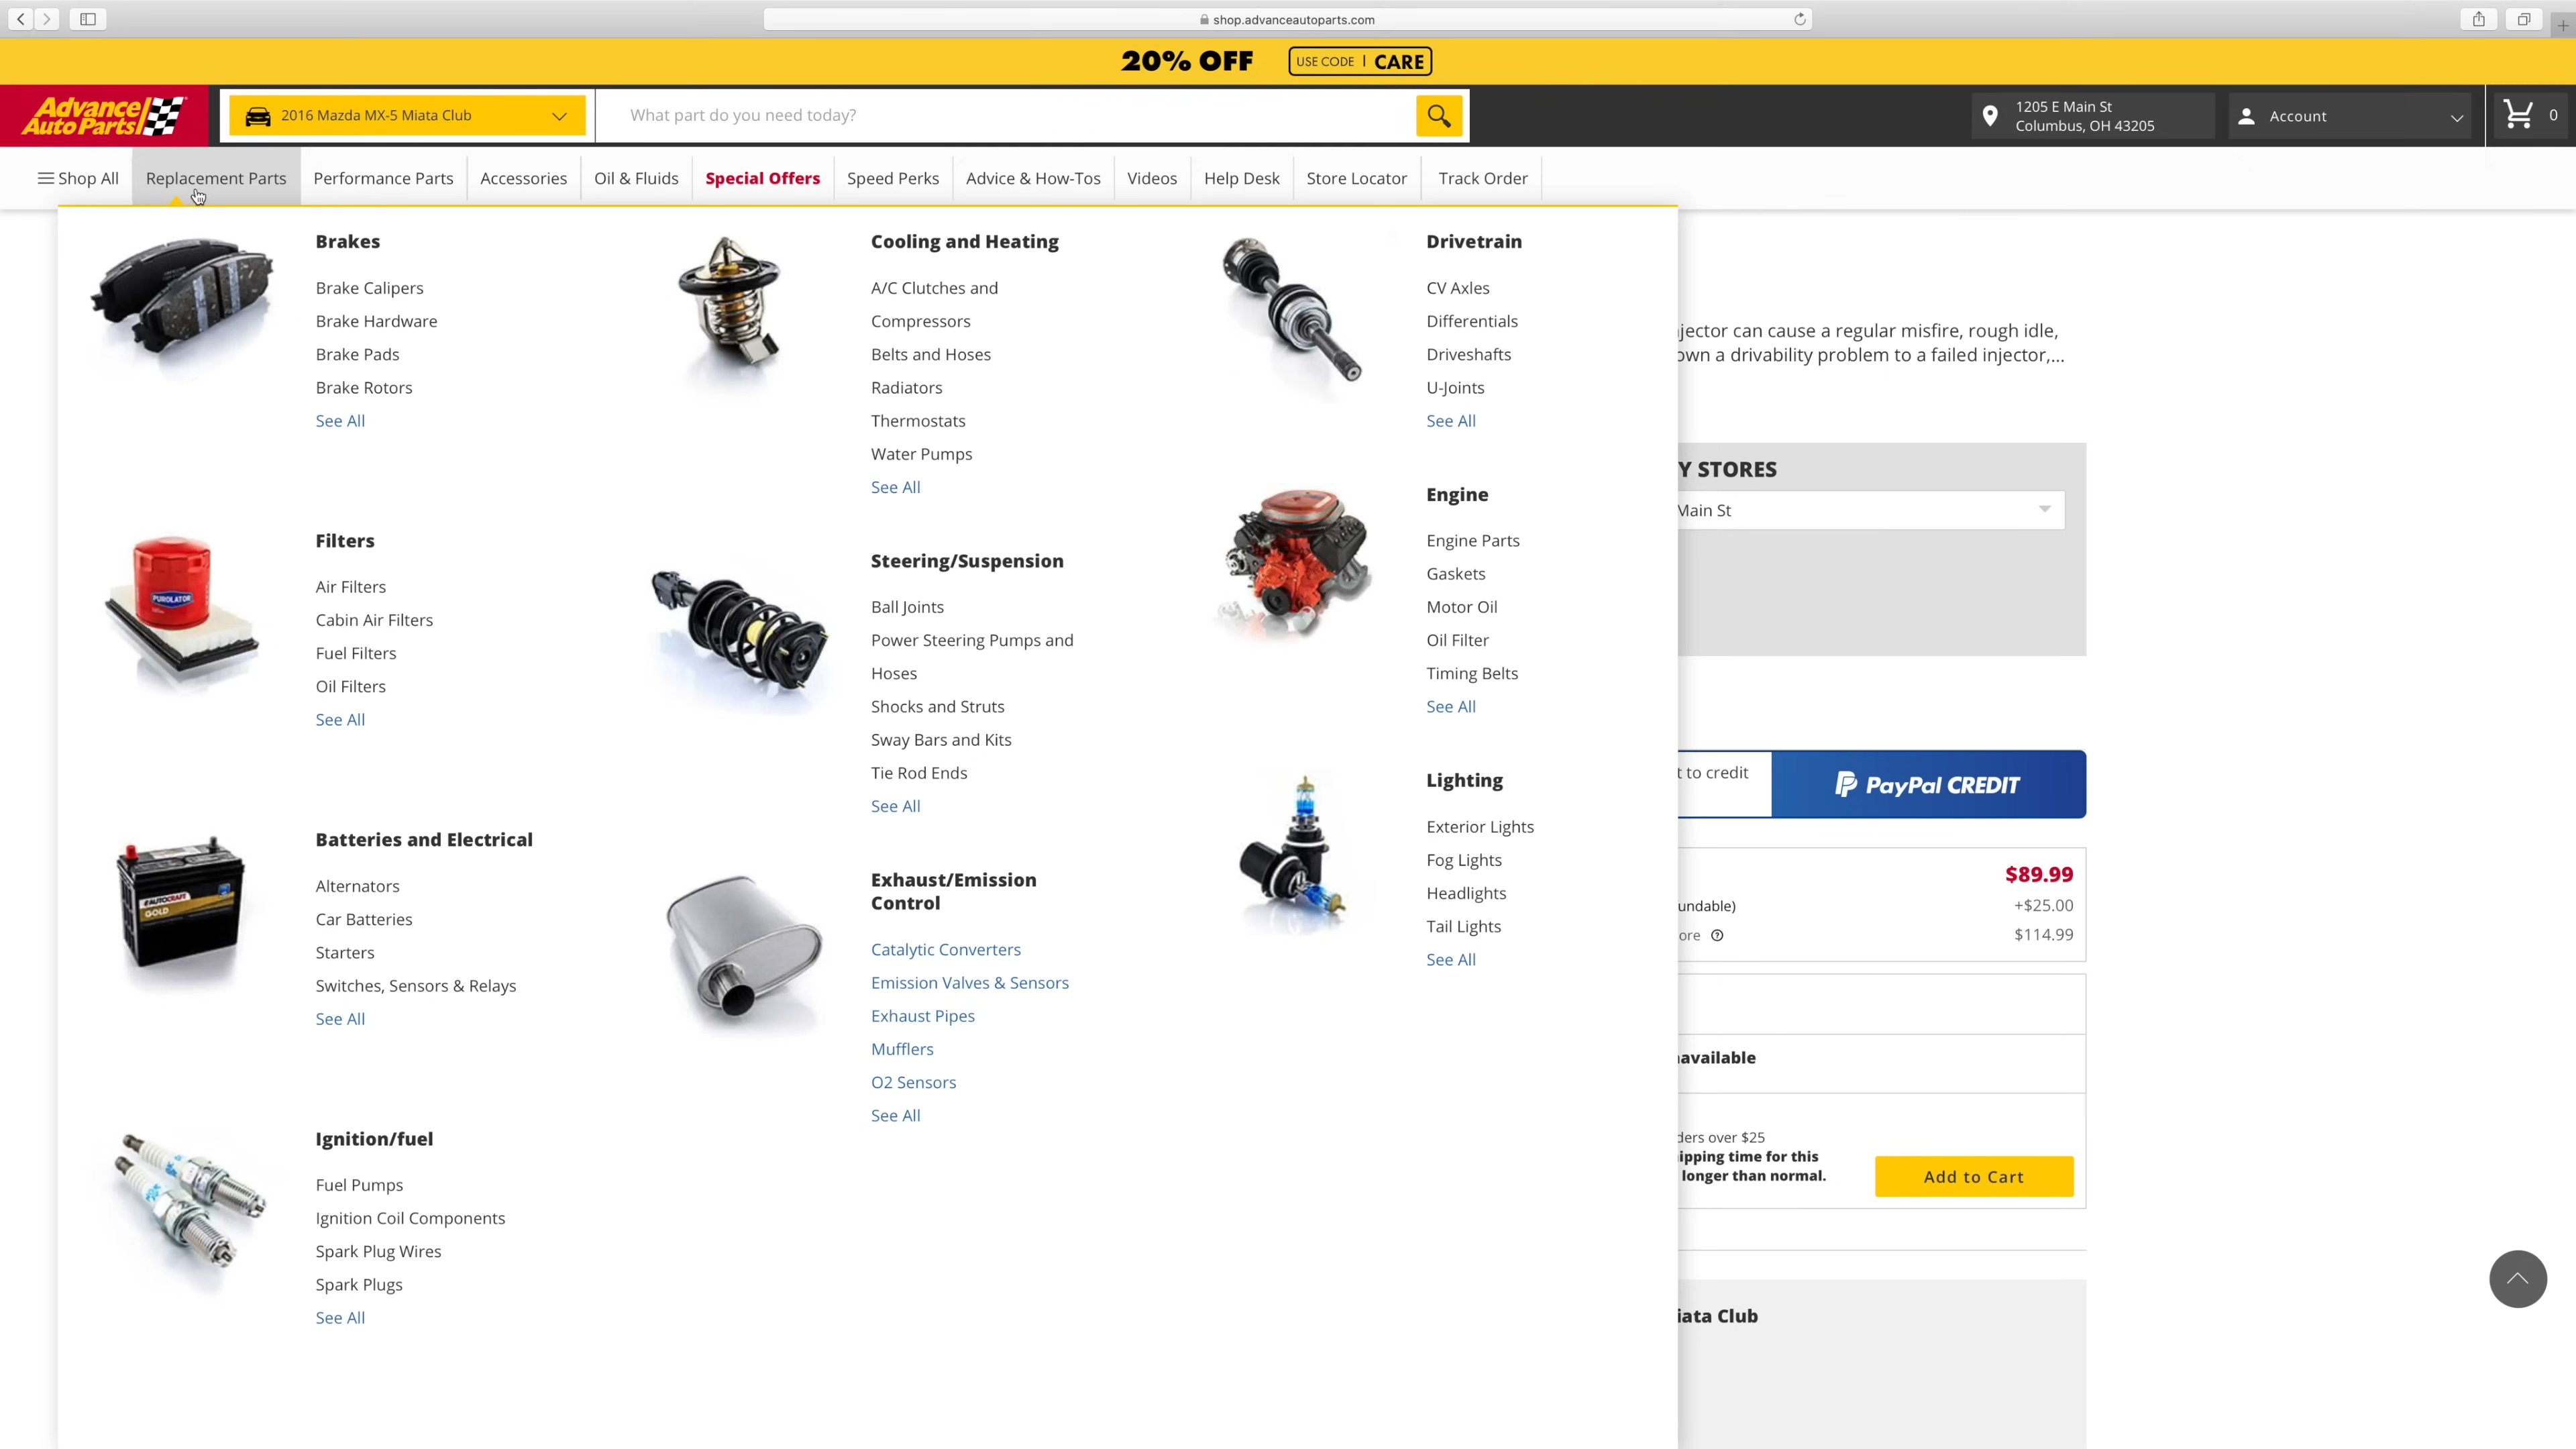 shop.advanceautoparts.com
20% OFF USE CODE | CARE
Advance Auto Parts
2016 Mazda MX-5 Miata Club
What part do you need today?
1205 E Main St
Columbus, OH 43205
Account
0
Shop All
Replacement Parts
Performance Parts
Accessories
Oil & Fluids
Special Offers
Speed Perks
Advice & How-Tos
Videos
Help Desk
Store Locator
Track Order
Brakes
Brake Calipers
Brake Hardware
Brake Pads
Brake Rotors
See All
Filters
Air Filters
Cabin Air Filters
Fuel Filters
Oil Filters
See All
Batteries and Electrical
Alternators
Car Batteries
Starters
Switches, Sensors & Relays
See All
Ignition/fuel
Fuel Pumps
Ignition Coil Components
Spark Plug Wires
Spark Plugs
See All
Cooling and Heating
A/C Clutches and
Compressors
Belts and Hoses
Radiators
Thermostats
Water Pumps
See All
Steering/Suspension
Ball Joints
Power Steering Pumps and
Hoses
Shocks and Struts
Sway Bars and Kits
Tie Rod Ends
See All
Exhaust/Emission
Control
Catalytic Converters
Emission Valves & Sensors
Exhaust Pipes
Mufflers
O2 Sensors
See All
Drivetrain
CV Axles
Differentials
Driveshafts
U-Joints
See All
Engine
Engine Parts
Gaskets
Motor Oil
Oil Filter
Timing Belts
See All
Lighting
Exterior Lights
Fog Lights
Headlights
Tail Lights
See All
PUROLATOR
AUTOCRAFT
GOLD
jector can cause a regular misfire, rough idle,
own a drivability problem to a failed injector,...
Y STORES
Main St
t to credit
PayPal CREDIT
$89.99
undable) +$25.00
ore $114.99
available
ders over $25
ipping time for this
longer than normal.
Add to Cart
iata Club